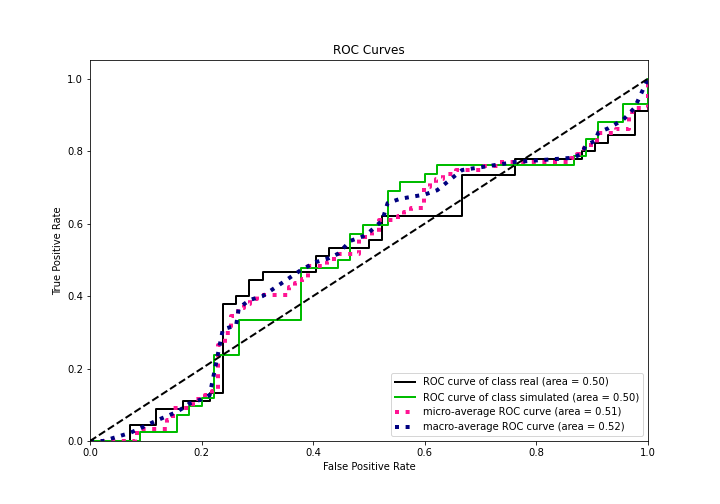 ROC Curves
True Positive Rate
1.0
0.8
0.6
0.4
0.2
0.0
0.0 0.2 0.4 0.6 0.8 1.0
False Positive Rate
ROC curve of class real (area = 0.50)
ROC curve of class simulated (area = 0.50)
micro-average ROC curve (area = 0.51)
macro-average ROC curve (area = 0.52)